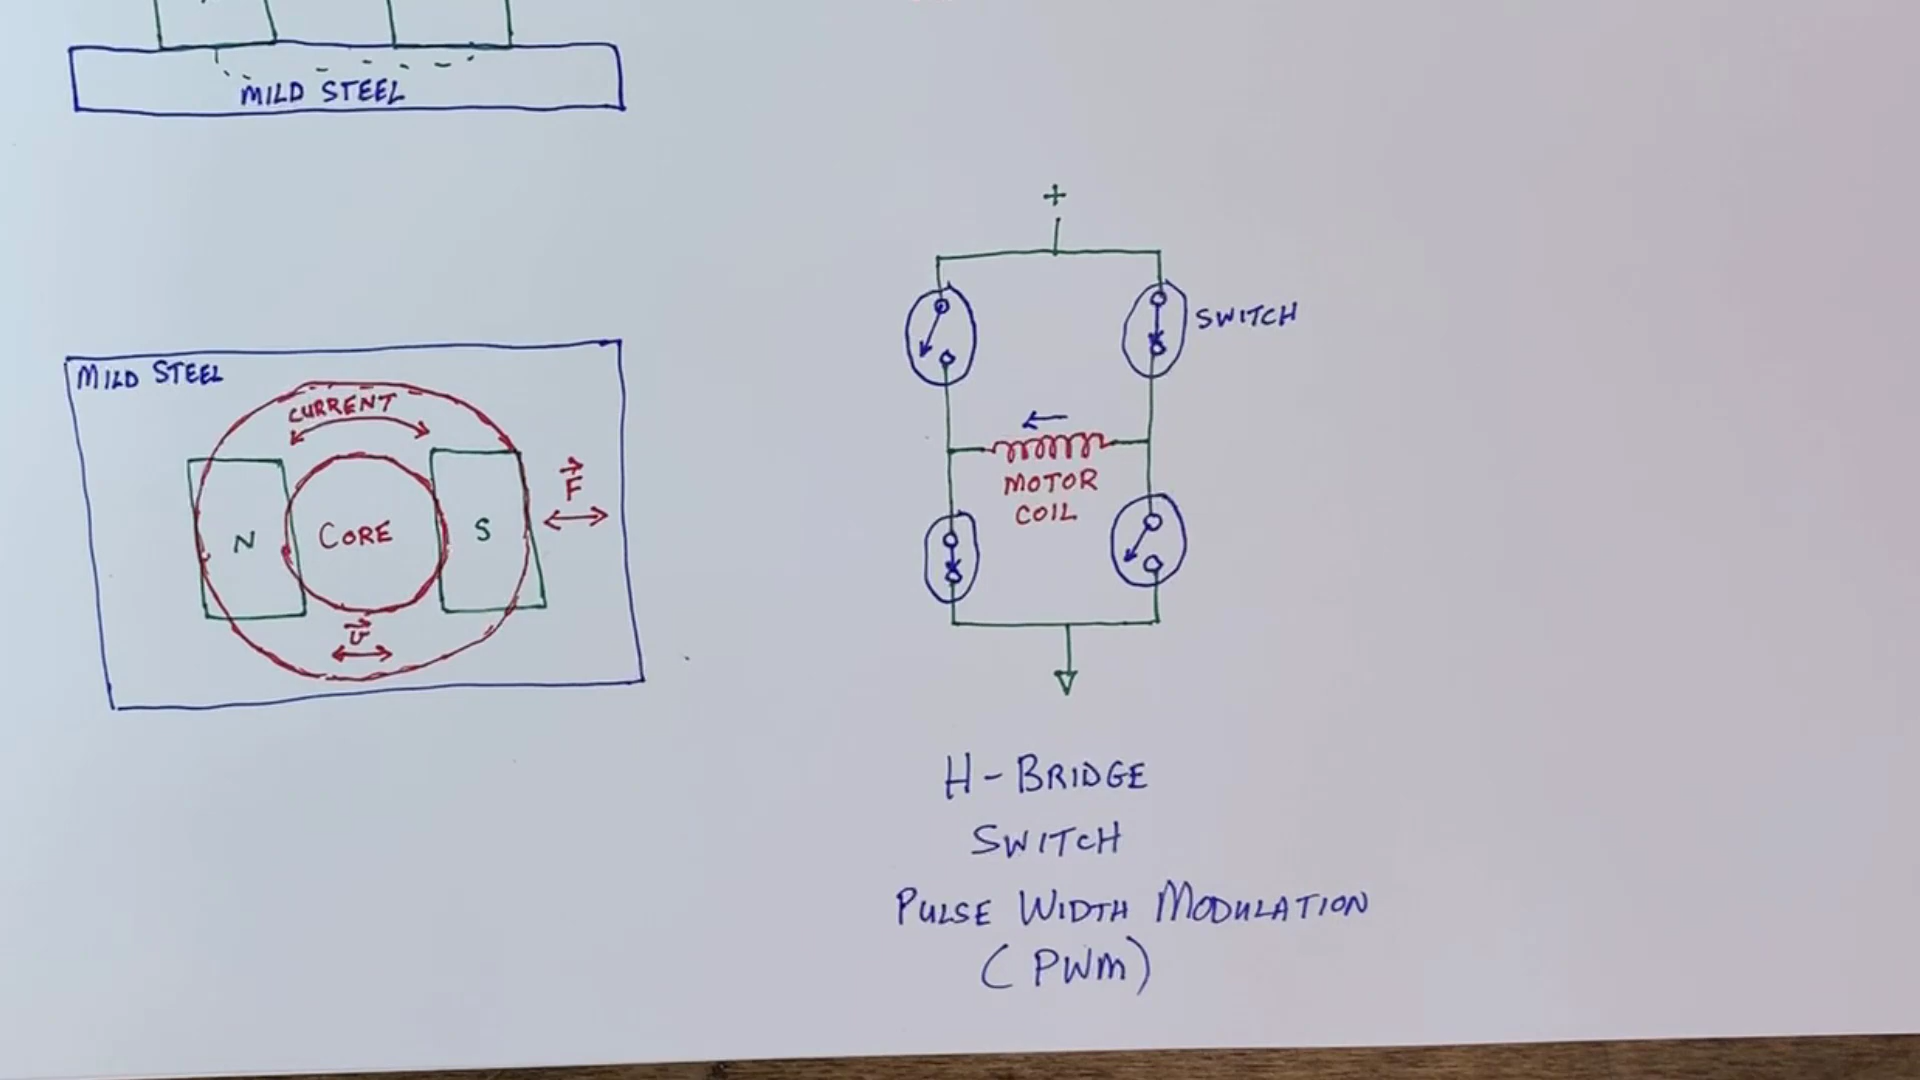 MILD STEEL
MILD STEEL
CURRENT
N
CORE
S
F
v
+
SWITCH
MOTOR
COIL
H-BRIDGE
SWITCH
PULSE WIDTH MODULATION
(PWM)